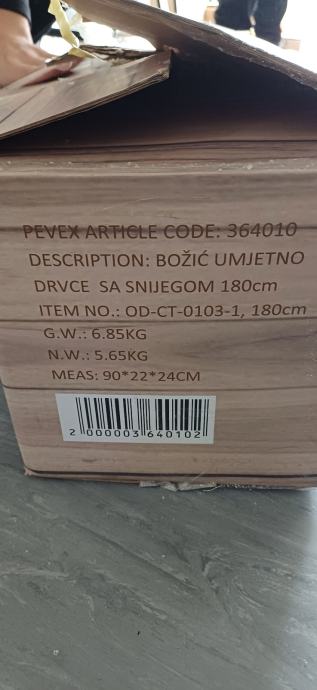 PEVEX ARTICLE CODE: 364010
DESCRIPTION: BOŽIĆ UMJETNO
DRVCE SA SNIJEGOM 180cm
ITEM NO.: OD-CT-0103-1, 180cm
G.W.: 6.85KG
N.W.: 5.65KG
MEAS: 90*22*24CM
2 000003 640102